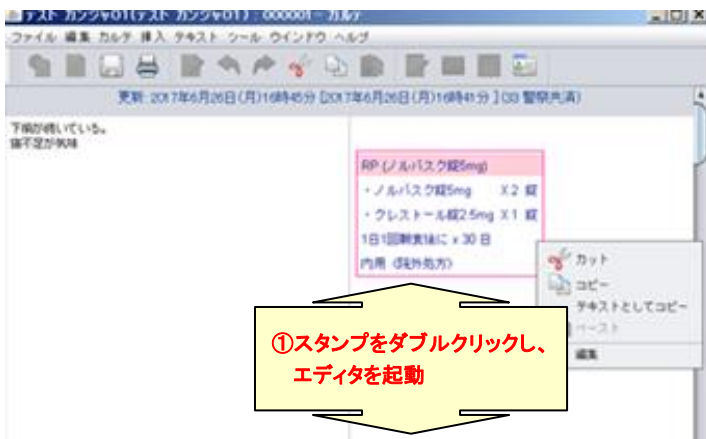 テスト カンジャ01(テスト カンジャ01) : 000001 - カルテ
ファイル 編集 カルテ 挿入 テキスト ツール ウインドウ ヘルプ
更新: 2017年6月26日(月)16時45分 [2017年6月26日(月)16時41分 ] (33 警察共済)
下痢が続いている。
寝不足が気味
RP (ノルバスク錠5mg)
・ノルバスク錠5mg X 2 錠
・クレストール錠2.5mg X 1 錠
1日1回朝食後に x 30 日
内用 (院外処方)
カット
コピー
テキストとしてコピー
ペースト
編集
①スタンプをダブルクリックし、
エディタを起動